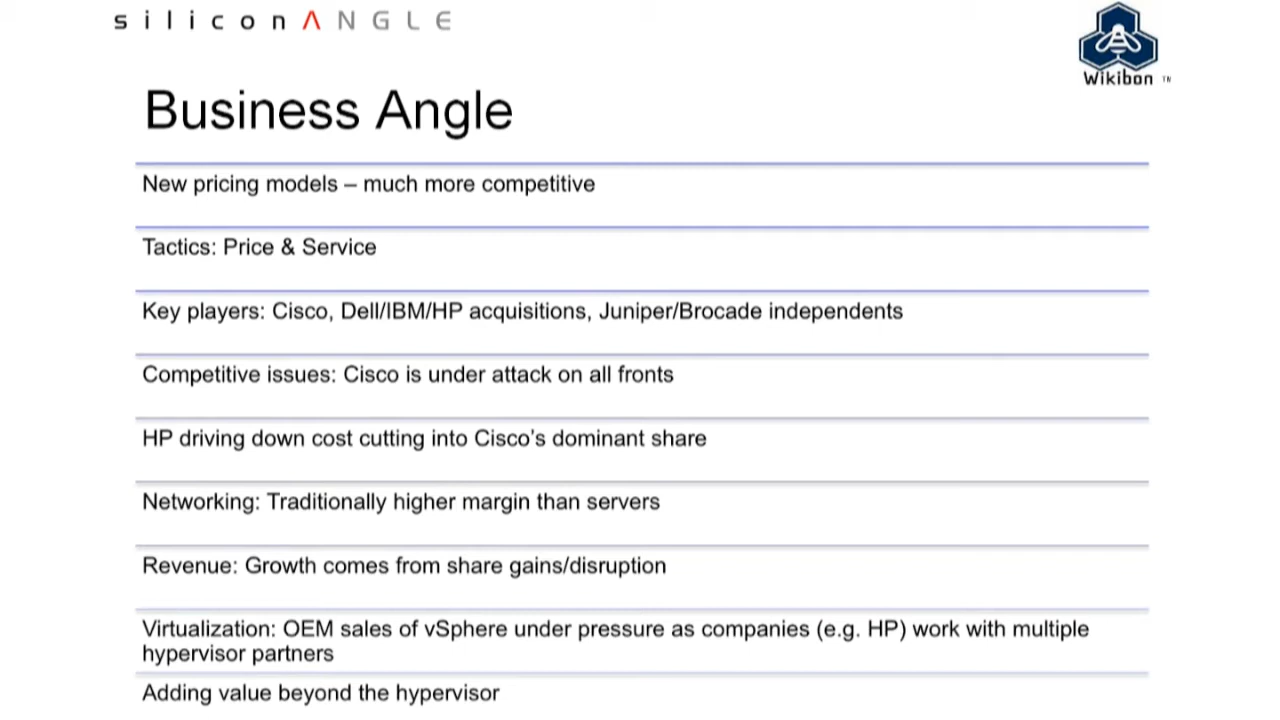 siliconANGLE
Wikibon TM
Business Angle
New pricing models – much more competitive
Tactics: Price & Service
Key players: Cisco, Dell/IBM/HP acquisitions, Juniper/Brocade independents
Competitive issues: Cisco is under attack on all fronts
HP driving down cost cutting into Cisco's dominant share
Networking: Traditionally higher margin than servers
Revenue: Growth comes from share gains/disruption
Virtualization: OEM sales of vSphere under pressure as companies (e.g. HP) work with multiple
hypervisor partners
Adding value beyond the hypervisor